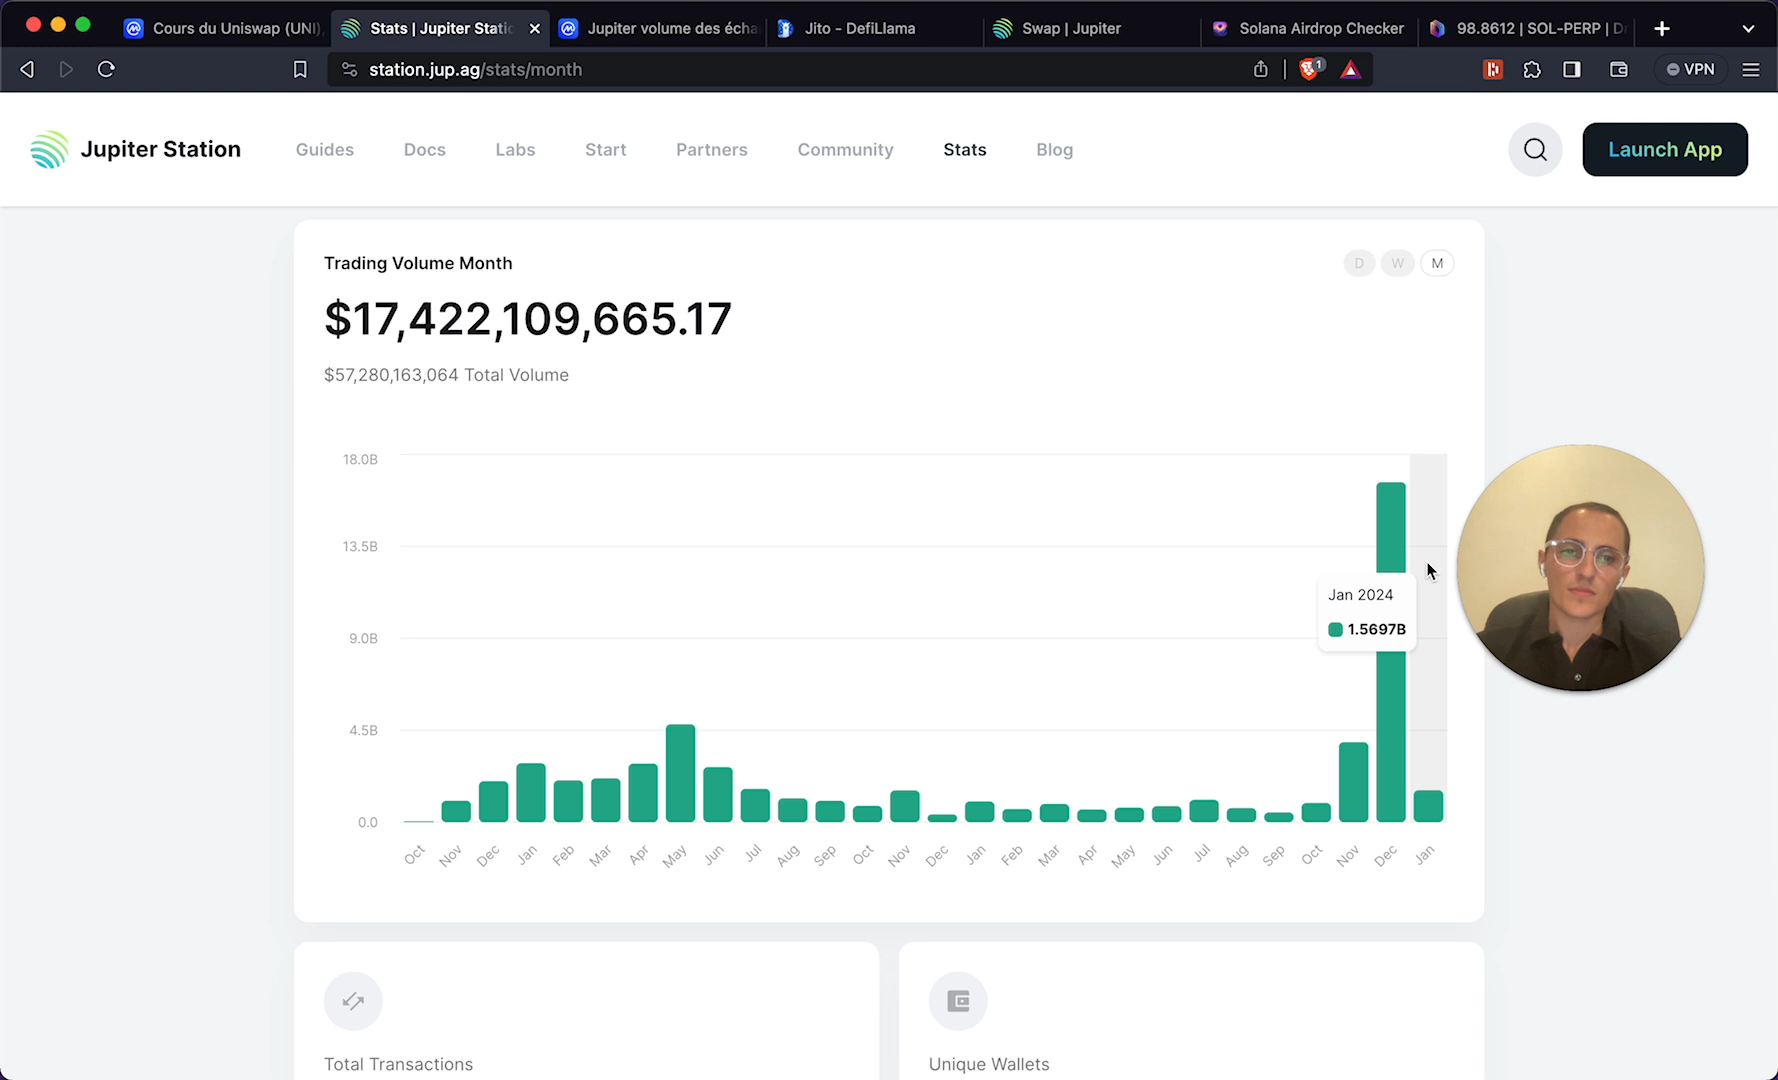 Cours du Uniswap (UNI),
Stats | Jupiter Static
Jupiter volume des écha
Jito - DefiLlama
Swap | Jupiter
Solana Airdrop Checker
98.8612 | SOL-PERP | Dr
station.jup.ag/stats/month
1
VPN
Jupiter Station
Guides
Docs
Labs
Start
Partners
Community
Stats
Blog
Launch App
Trading Volume Month
D
W
M
$17,422,109,665.17
$57,280,163,064 Total Volume
18.0B
13.5B
9.0B
4.5B
0.0
Jan 2024
1.5697B
Oct
Nov
Dec
Jan
Feb
Mar
Apr
May
Jun
Jul
Aug
Sep
Oct
Nov
Dec
Jan
Feb
Mar
Apr
May
Jun
Jul
Aug
Sep
Oct
Nov
Dec
Jan
Total Transactions
Unique Wallets